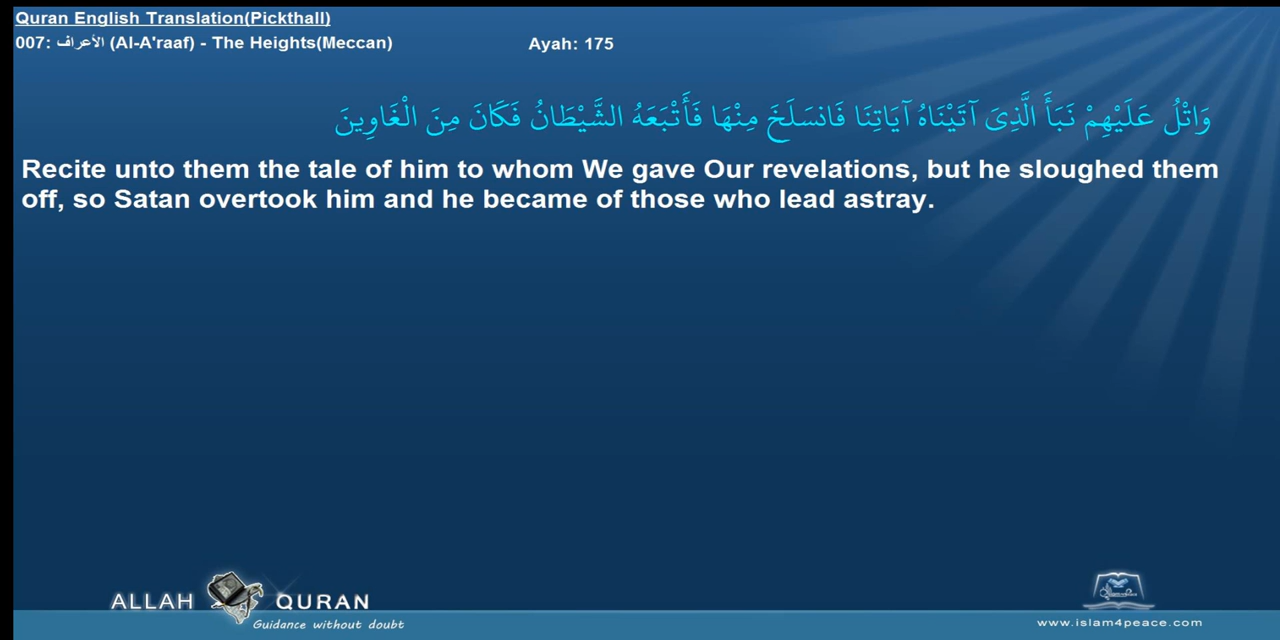 Quran English Translation(Pickthall)
007: الأعراف (Al-A'raaf) - The Heights(Meccan) Ayah: 175
وَاتْلُ عَلَيْهِمْ نَبَأَ الَّذِى آتَيْنَاهُ آيَاتِنَا فَانسَلَخَ مِنْهَا فَأَتْبَعَهُ الشَّيْطَانُ فَكَانَ مِنَ الْغَاوِينَ
Recite unto them the tale of him to whom We gave Our revelations, but he sloughed them
off, so Satan overtook him and he became of those who lead astray.
ALLAH QURAN
Guidance without doubt
www.islam4peace.com